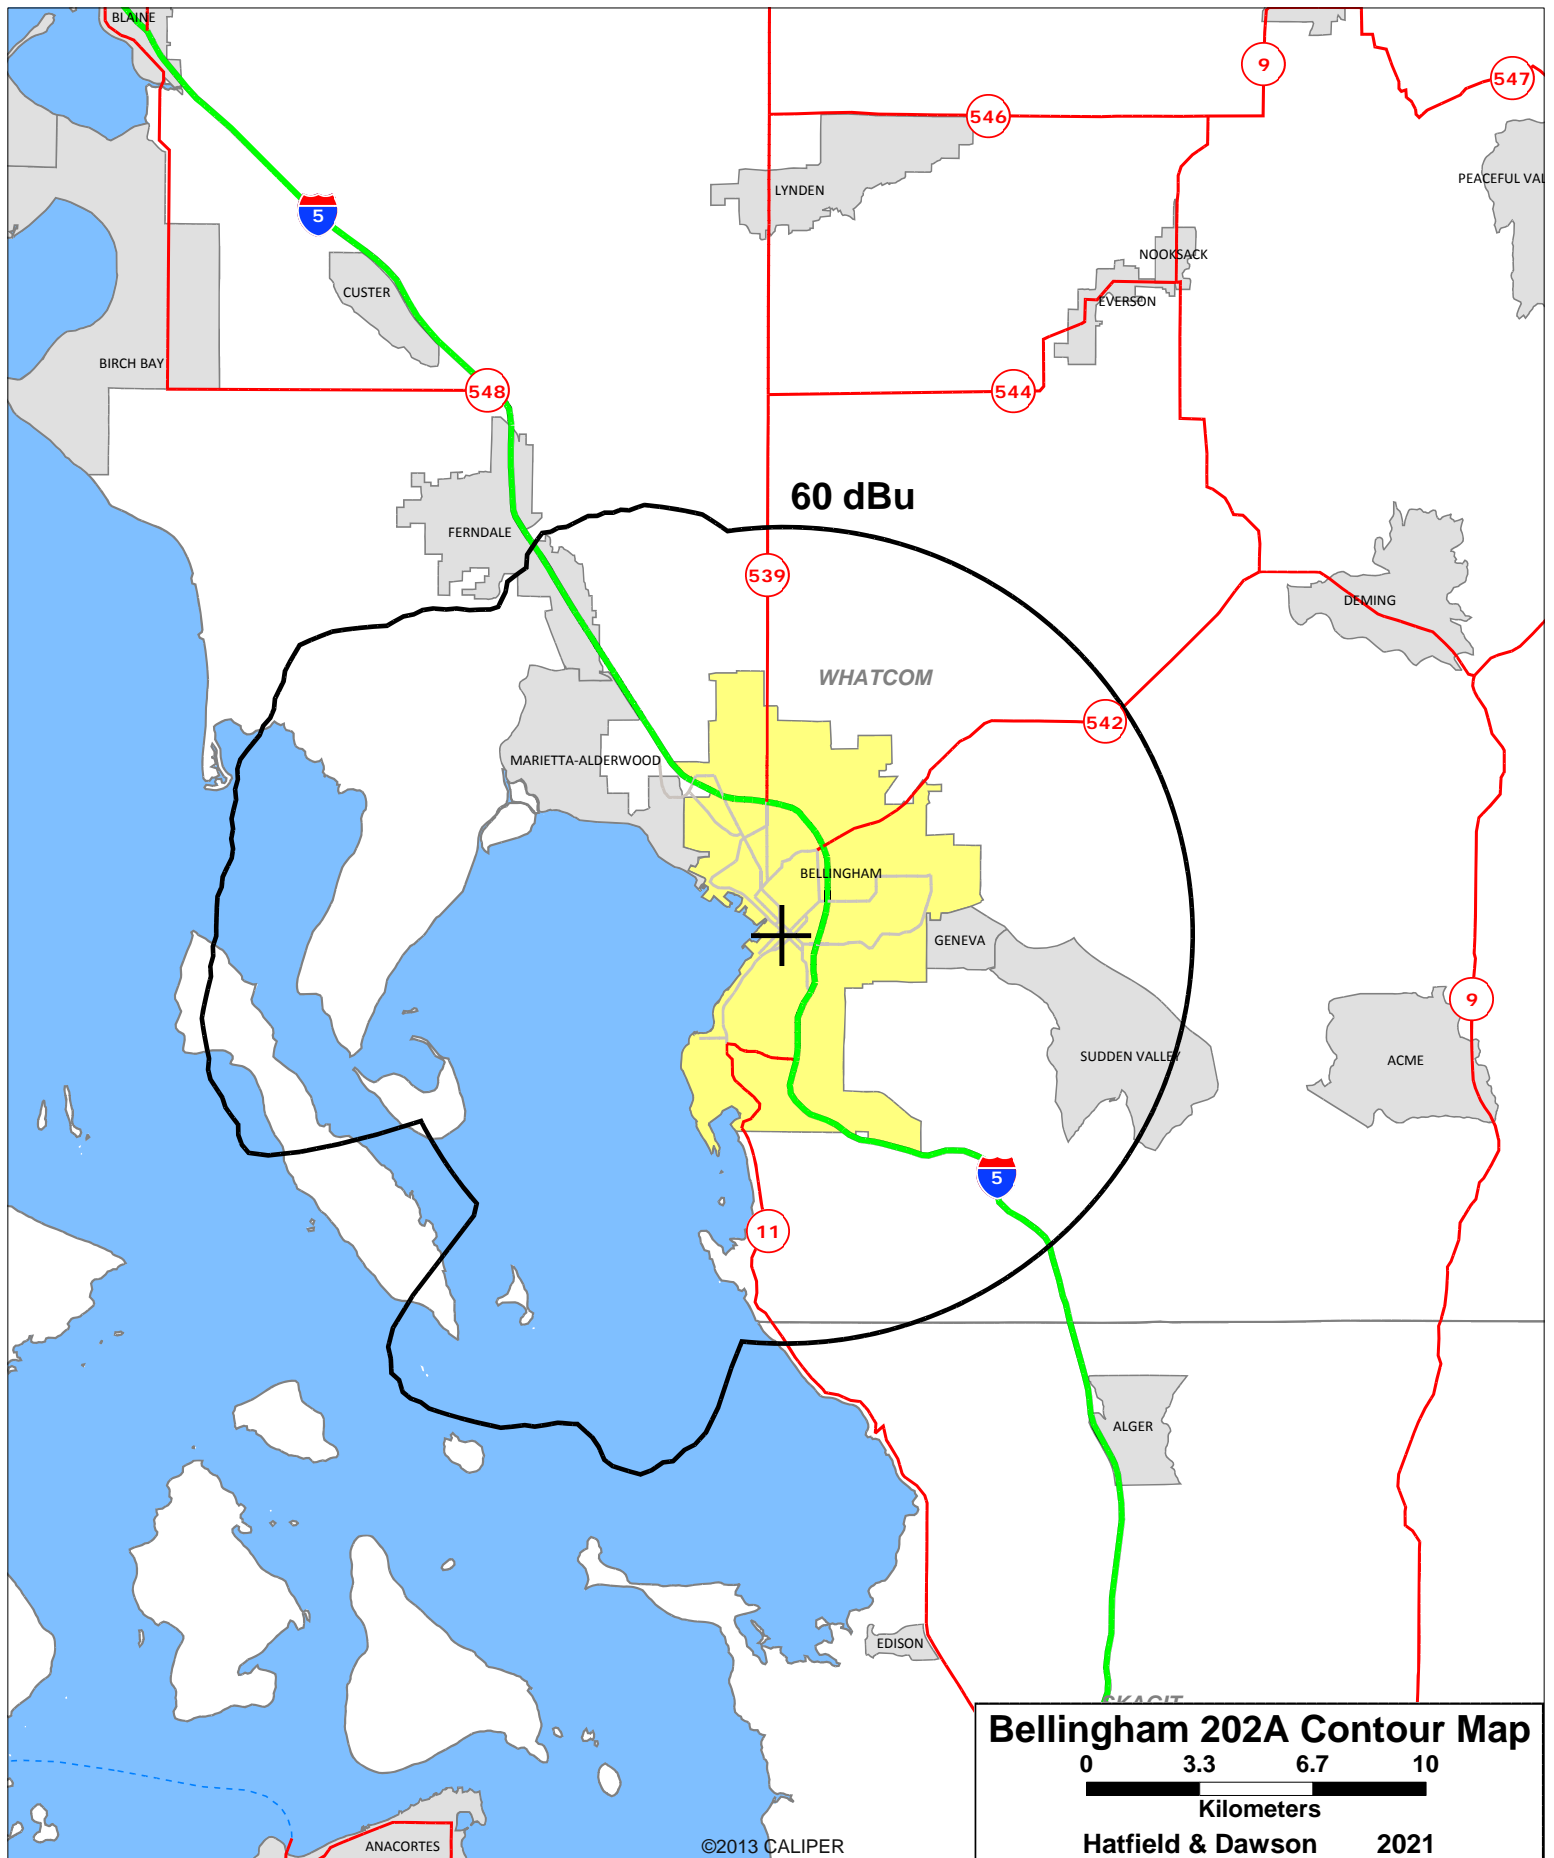 BLAINE
9
547
546
LYNDEN
PEACEFUL VAL
5
NOOKSACK
CUSTER
EVERSON
BIRCH BAY
548
544
60 dBu
FERNDALE
539
DEMING
WHATCOM
542
MARIETTA-ALDERWOOD
BELLINGHAM
GENEVA
9
SUDDEN VALLEY
ACME
5
11
ALGER
EDISON
SKAGIT
Bellingham 202A Contour Map
0 3.3 6.7 10
Kilometers
Hatfield & Dawson 2021
ANACORTES
©2013 CALIPER